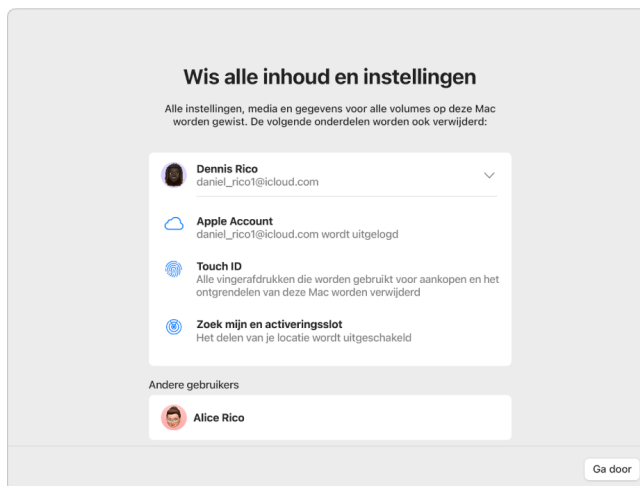 Wis alle inhoud en instellingen
Alle instellingen, media en gegevens voor alle volumes op deze Mac
worden gewist. De volgende onderdelen worden ook verwijderd:
Dennis Rico
daniel_rico1@icloud.com
Apple Account
daniel_rico1@icloud.com wordt uitgelogd
Touch ID
Alle vingerafdrukken die worden gebruikt voor aankopen en het
ontgrendelen van deze Mac worden verwijderd
Zoek mijn en activeringsslot
Het delen van je locatie wordt uitgeschakeld
Andere gebruikers
Alice Rico
Ga door